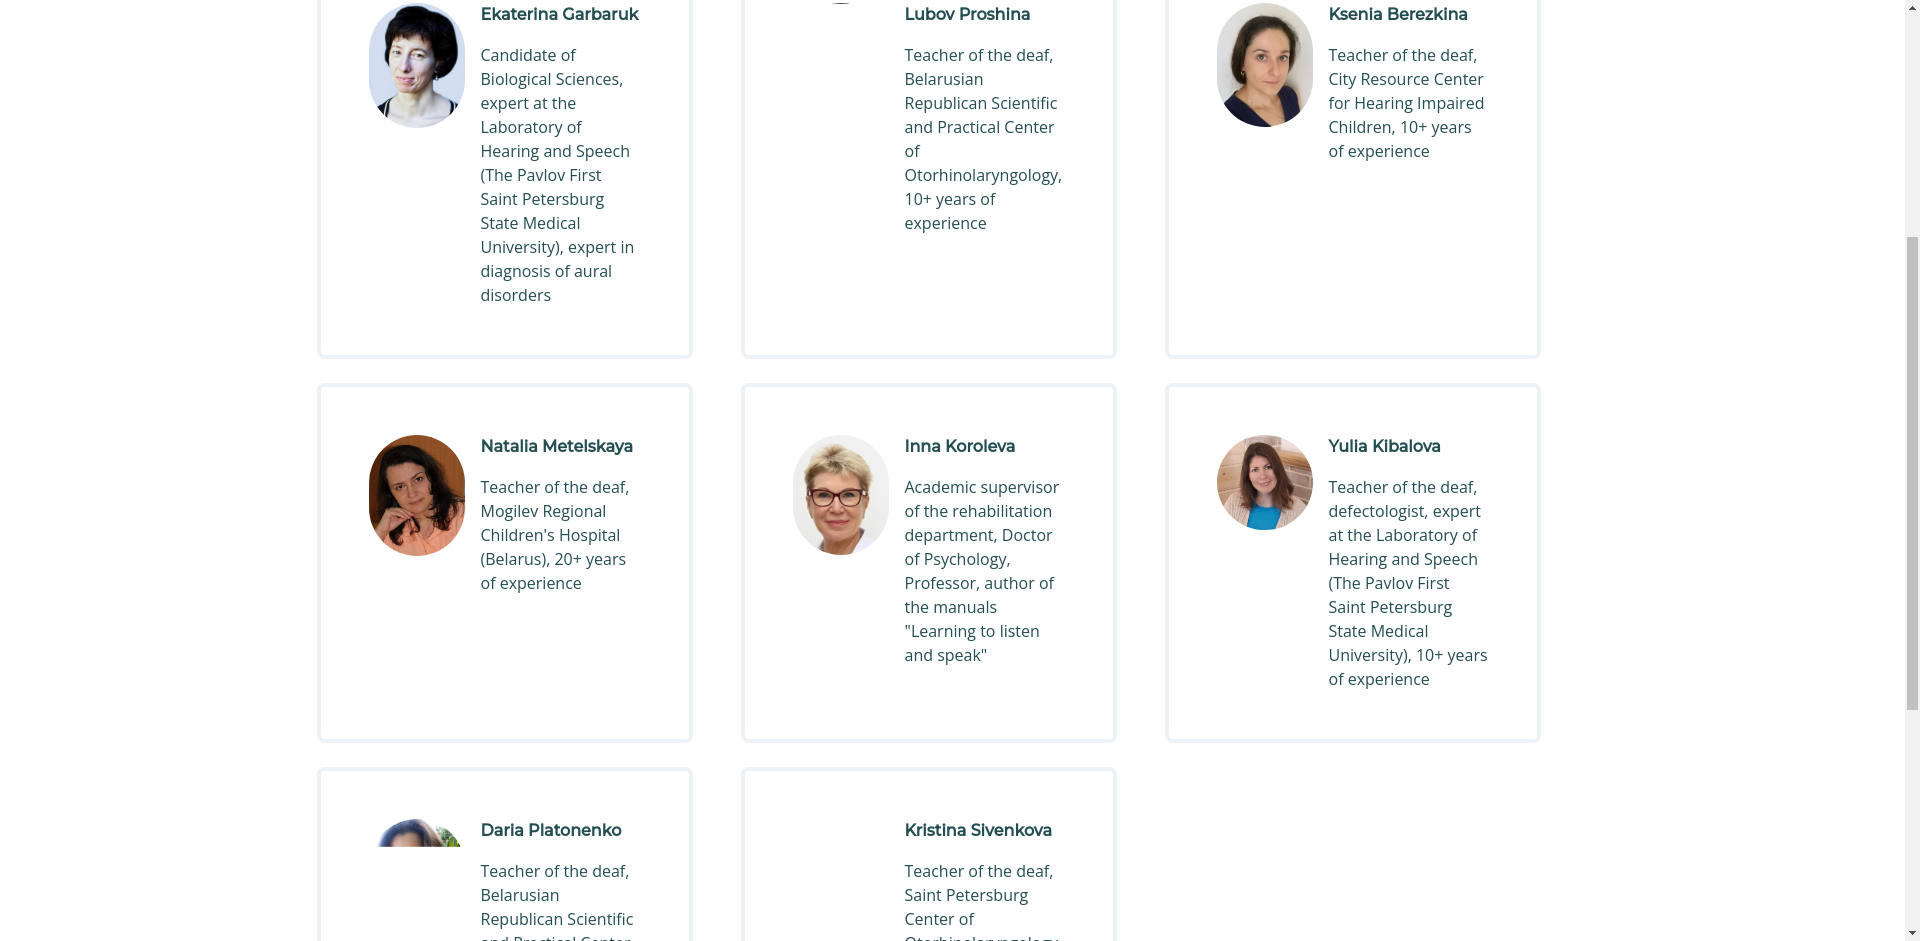 Ekaterina Garbaruk
Candidate of
Biological Sciences,
expert at the
Laboratory of
Hearing and Speech
(The Pavlov First
Saint Petersburg
State Medical
University), expert in
diagnosis of aural
disorders
Lubov Proshina
Teacher of the deaf,
Belarusian
Republican Scientific
and Practical Center
of
Otorhinolaryngology,
10+ years of
experience
Ksenia Berezkina
Teacher of the deaf,
City Resource Center
for Hearing Impaired
Children, 10+ years
of experience
Natalia Metelskaya
Teacher of the deaf,
Mogilev Regional
Children's Hospital
(Belarus), 20+ years
of experience
Inna Koroleva
Academic supervisor
of the rehabilitation
department, Doctor
of Psychology,
Professor, author of
the manuals
"Learning to listen
and speak"
Yulia Kibalova
Teacher of the deaf,
defectologist, expert
at the Laboratory of
Hearing and Speech
(The Pavlov First
Saint Petersburg
State Medical
University), 10+ years
of experience
Daria Platonenko
Teacher of the deaf,
Belarusian
Republican Scientific
and Practical Center
Kristina Sivenkova
Teacher of the deaf,
Saint Petersburg
Center of
Otorhinolaryngology